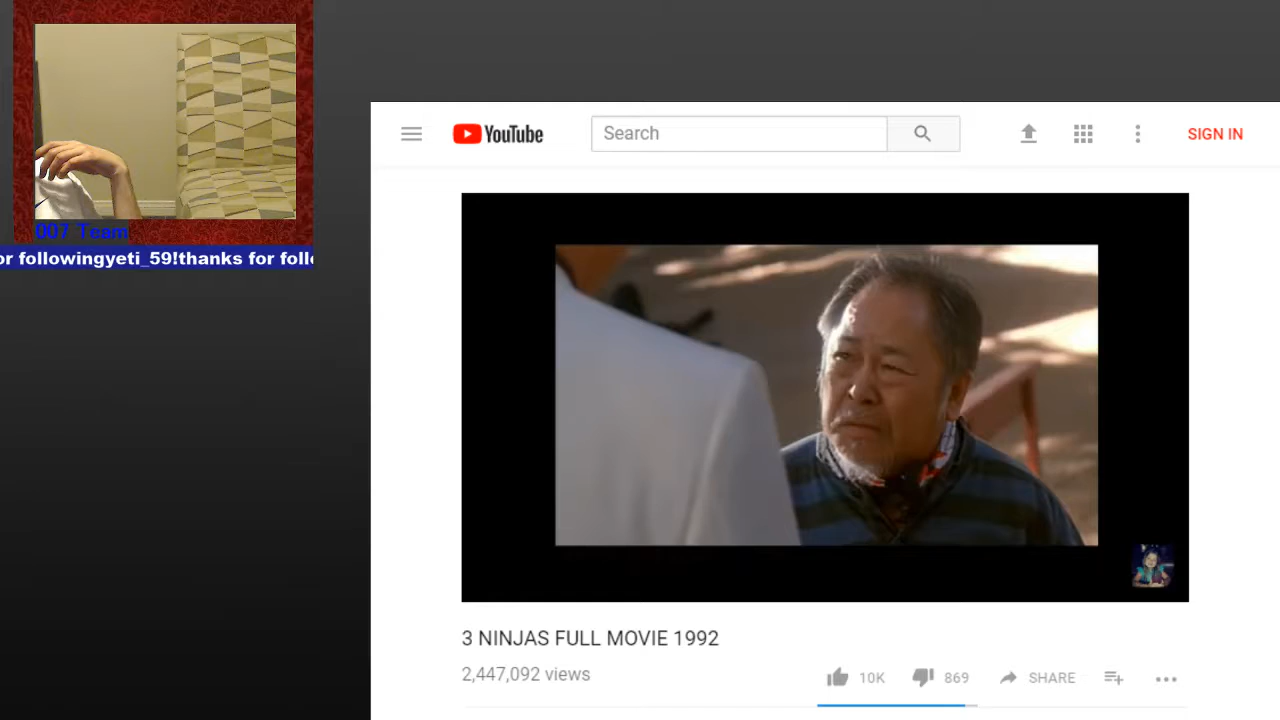 007 Team
or followingyeti_59!thanks for foll
YouTube
Search
SIGN IN
3 NINJAS FULL MOVIE 1992
2,447,092 views
10K
869
SHARE